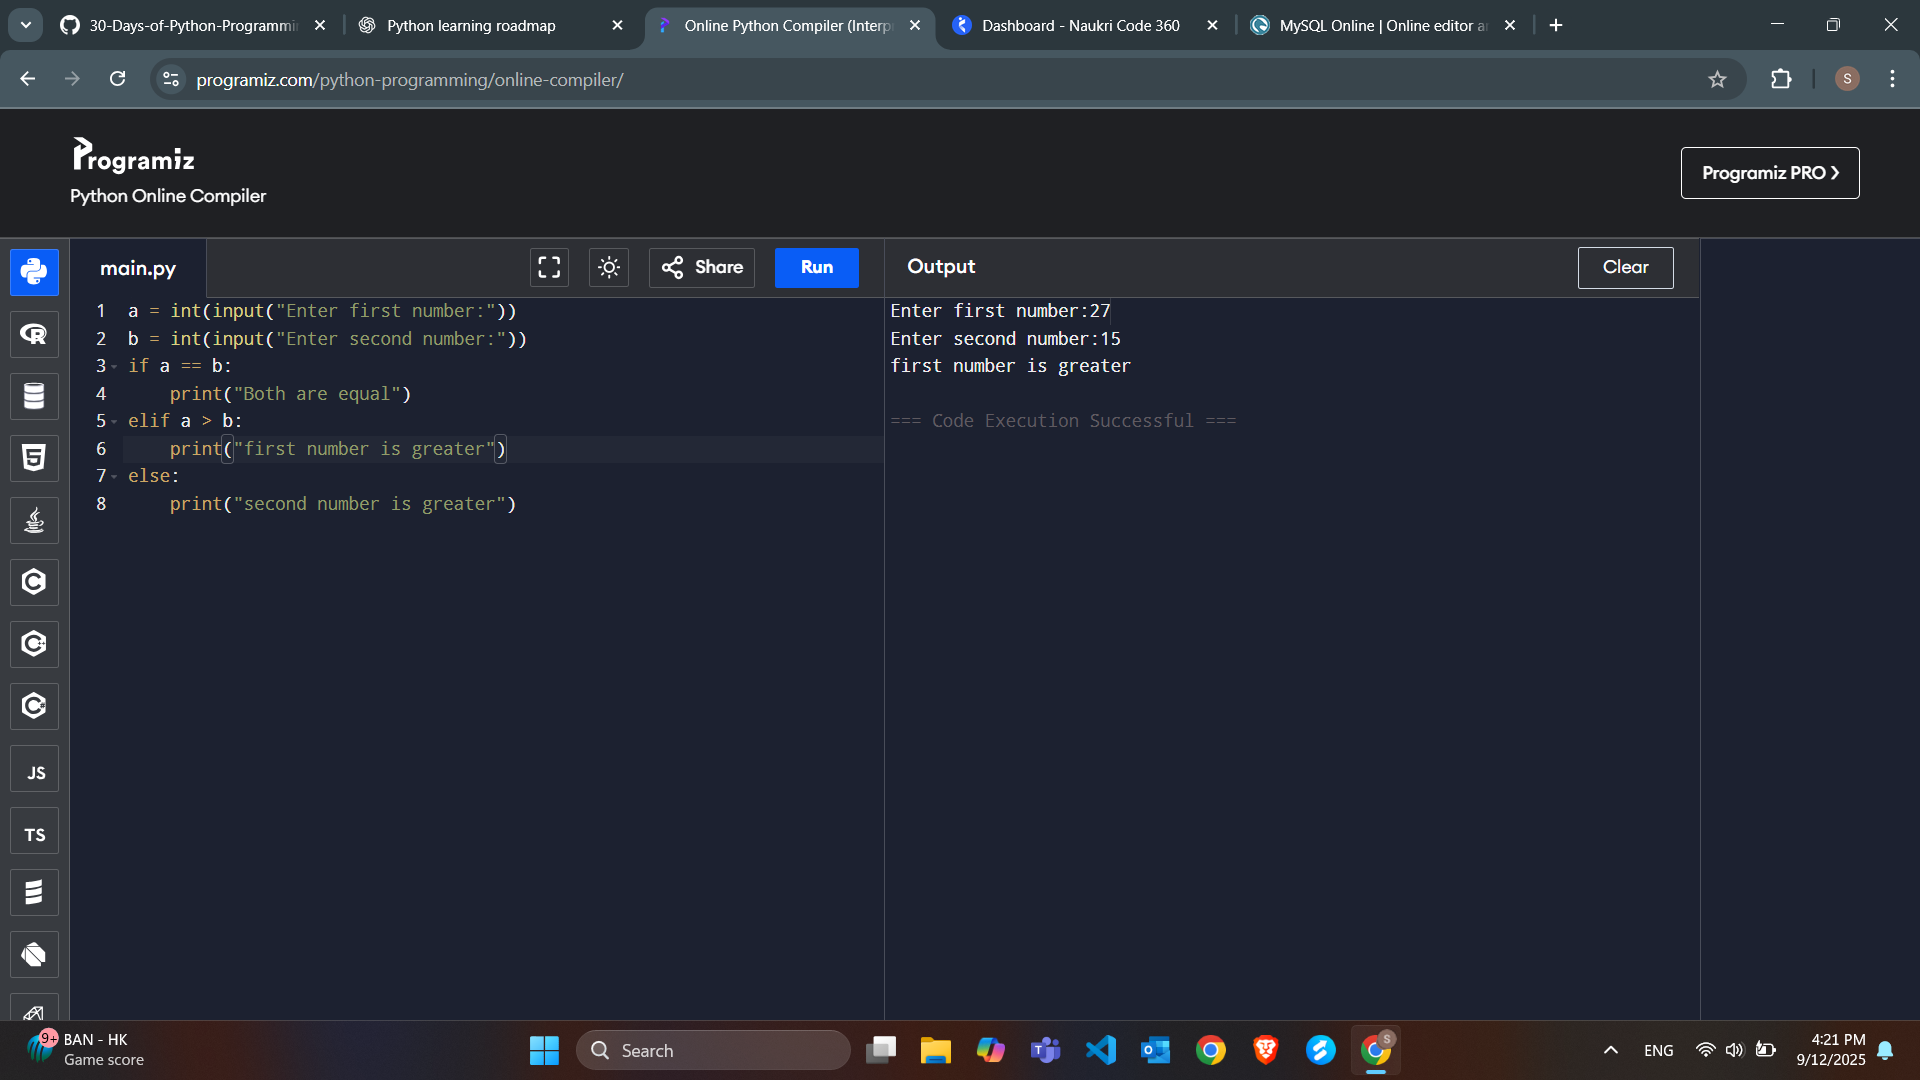 30-Days-of-Python-Programmi
Python learning roadmap
Online Python Compiler (Interp
Dashboard - Naukri Code 360
MySQL Online | Online editor a
programiz.com/python-programming/online-compiler/
S
Programiz
Python Online Compiler
Programiz PRO
main.py
Share
Run
Output
Clear
1 a = int(input("Enter first number:"))
2 b = int(input("Enter second number:"))
3 if a == b:
4 print("Both are equal")
5 elif a > b:
6 print("first number is greater")
7 else:
8 print("second number is greater")
Enter first number:27
Enter second number:15
first number is greater
=== Code Execution Successful ===
R
5
C
C+
C#
JS
TS
9+
BAN - HK
Game score
Search
S
ENG
4:21 PM
9/12/2025